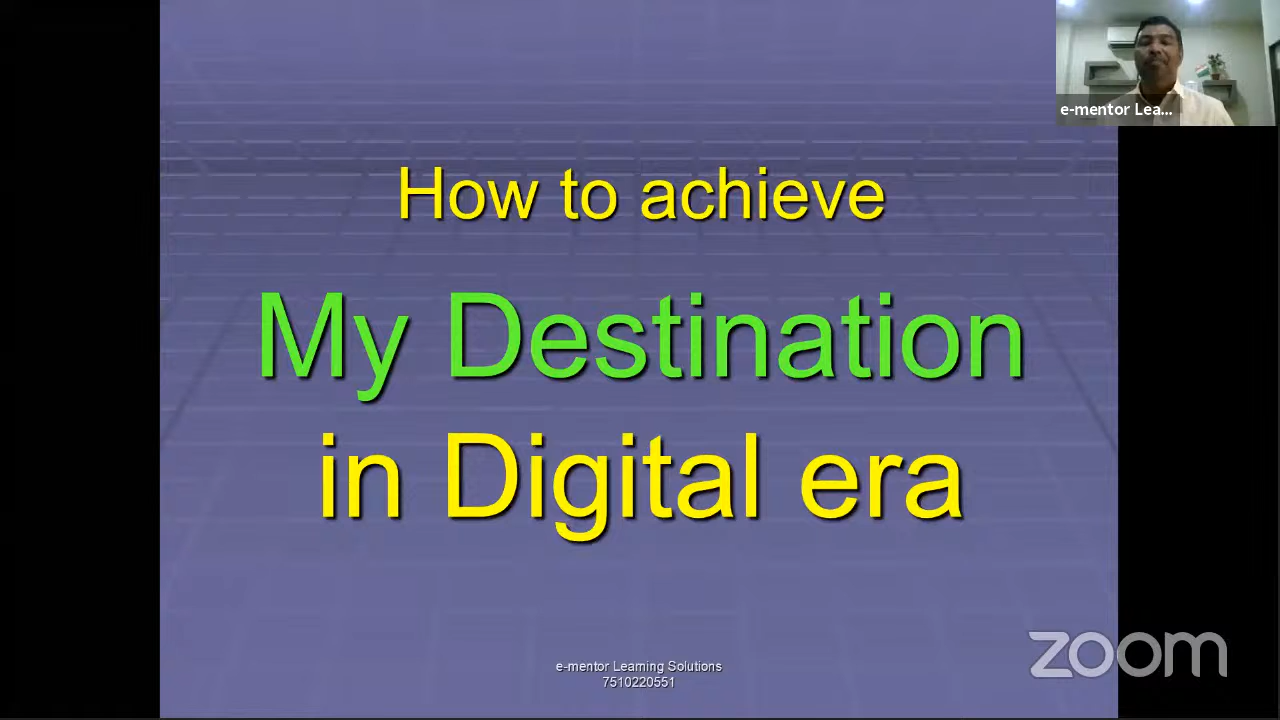 e-mentor Lea...
How to achieve
My Destination
in Digital era
e-mentor Learning Solutions
7510220551
zoom